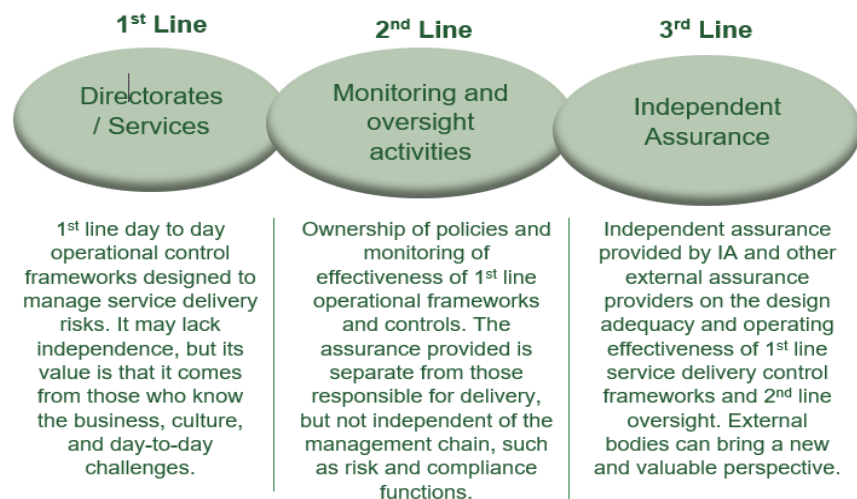 1st Line
Directorates
/ Services
1st line day to day
operational control
frameworks designed to
manage service delivery
risks. It may lack
independence, but its
value is that it comes
from those who know
the business, culture,
and day-to-day
challenges.
2nd Line
Monitoring and
oversight
activities
Ownership of policies and
monitoring of
effectiveness of 1st line
operational frameworks
and controls. The
assurance provided is
separate from those
responsible for delivery,
but not independent of the
management chain, such
as risk and compliance
functions.
3rd Line
Independent
Assurance
Independent assurance
provided by IA and other
external assurance
providers on the design
adequacy and operating
effectiveness of 1st line
service delivery control
frameworks and 2nd line
oversight. External
bodies can bring a new
and valuable perspective.